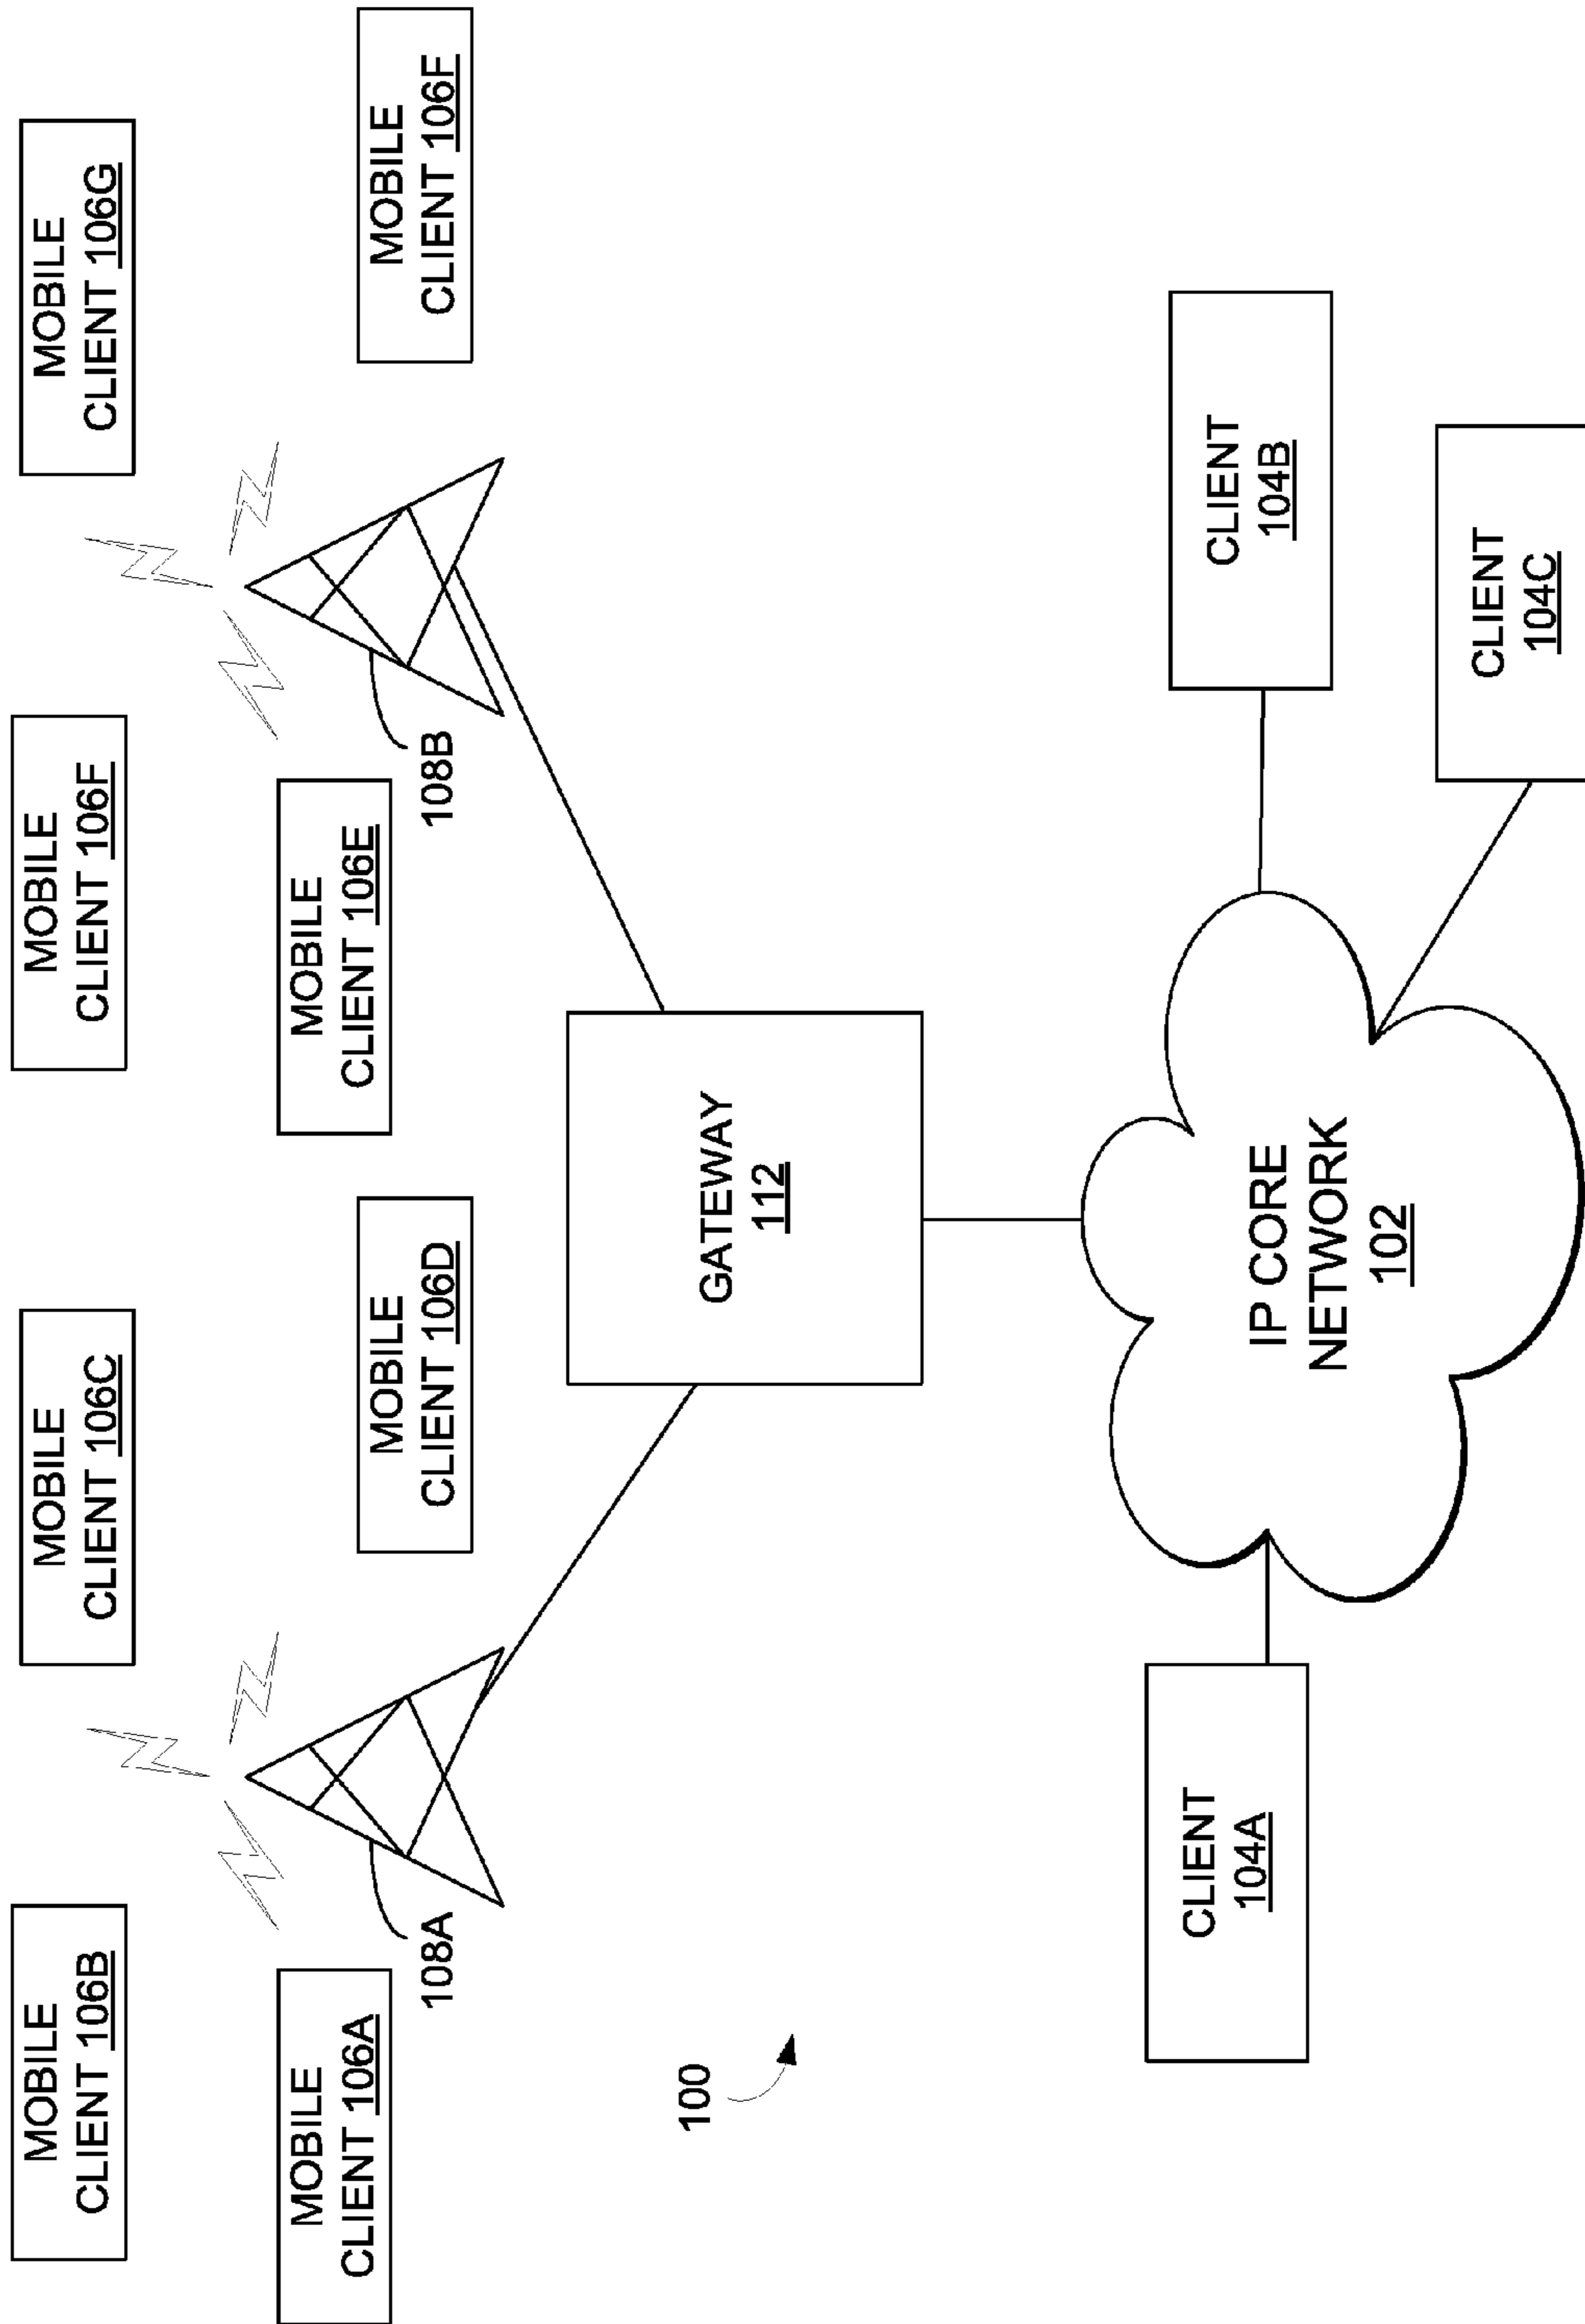 MOBILE
CLIENT 106B
MOBILE
CLIENT 106C
MOBILE
CLIENT 106F
MOBILE
CLIENT 106G
MOBILE
CLIENT 106A
MOBILE
CLIENT 106D
MOBILE
CLIENT 106E
MOBILE
CLIENT 106F
108A
108B
100
GATEWAY
112
IP CORE
NETWORK
102
CLIENT
104A
CLIENT
104B
CLIENT
104C